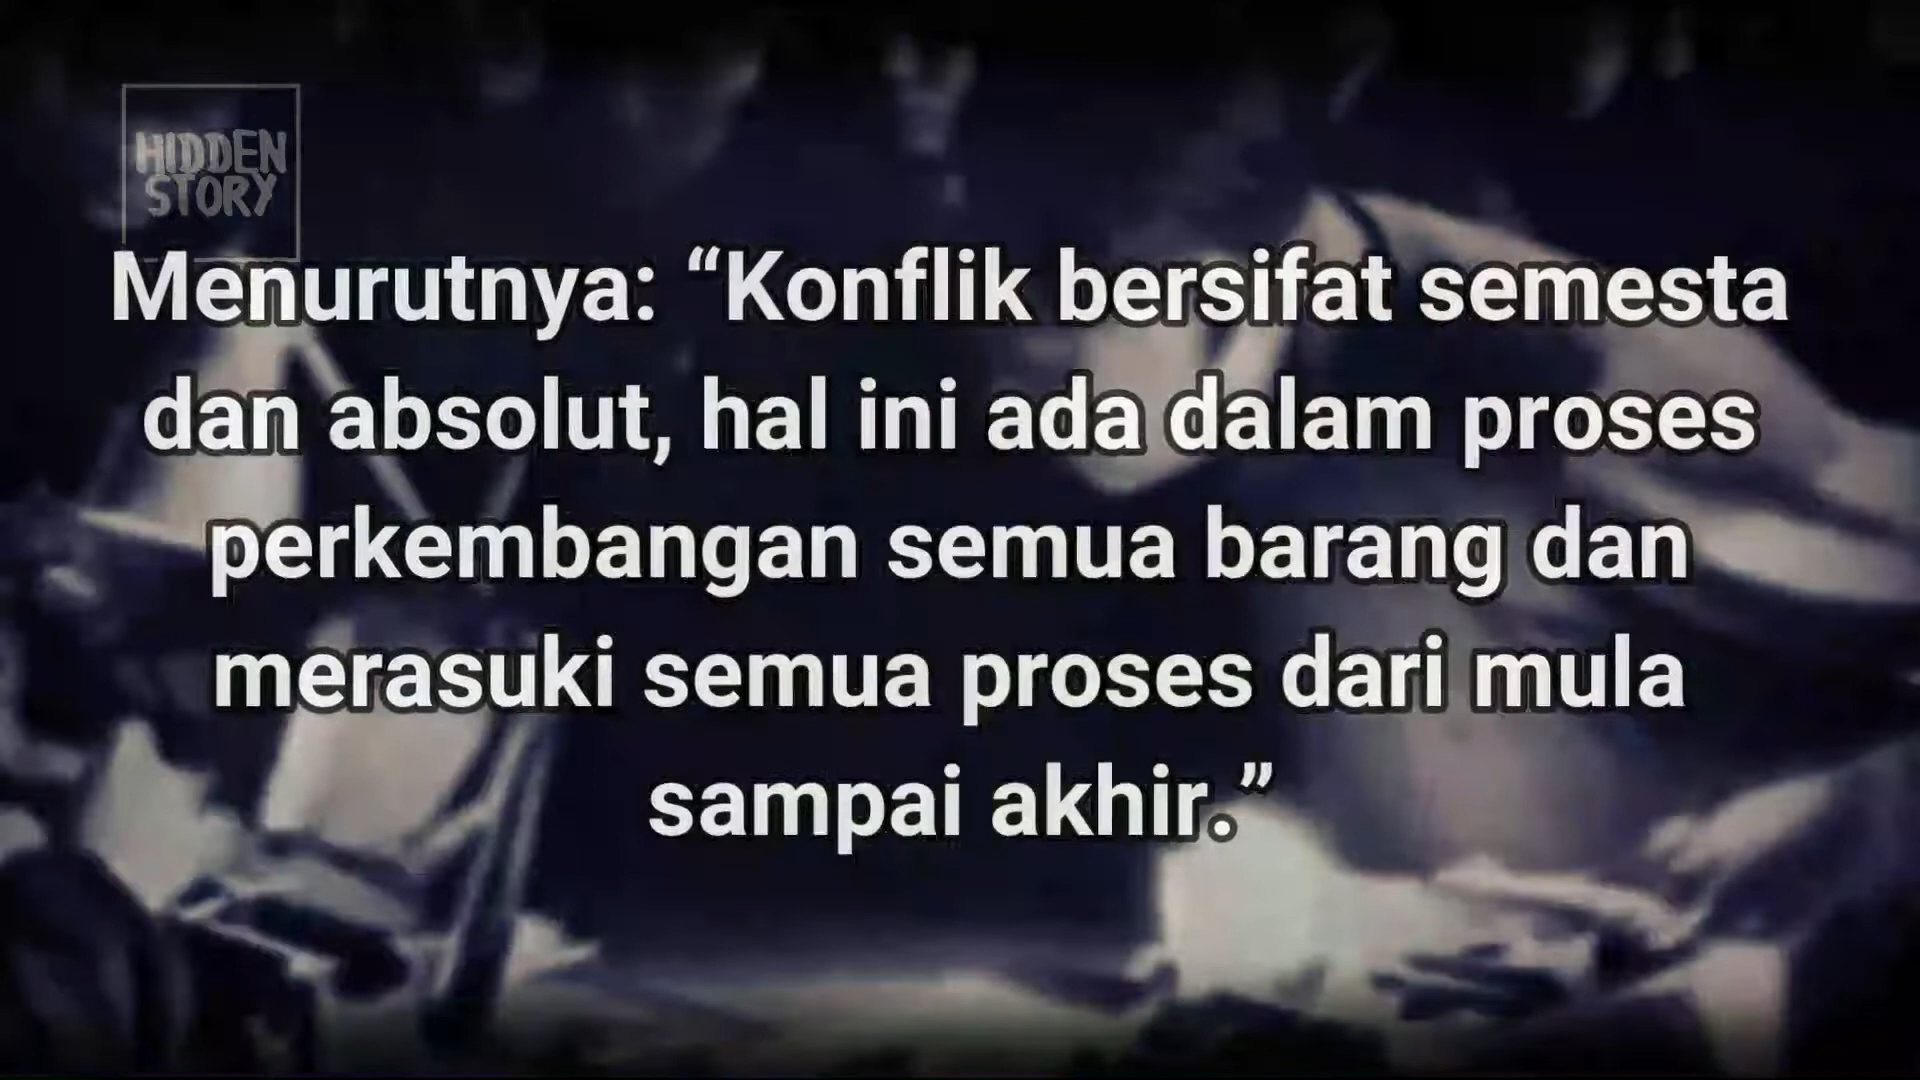 HIDDEN
STORY
Menurutnya: “Konflik bersifat semesta
dan absolut, hal ini ada dalam proses
perkembangan semua barang dan
merasuki semua proses dari mula
sampai akhir.”